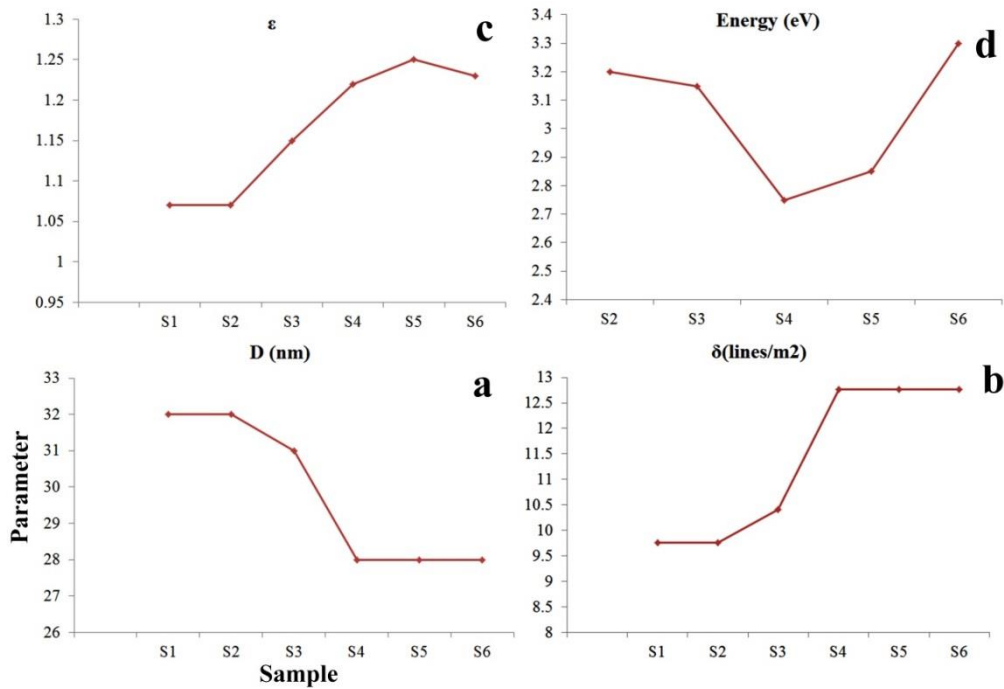 ε
c
1.3
1.25
1.2
1.15
1.1
1.05
1
0.95
S1 S2 S3 S4 S5 S6
Energy (eV)
d
3.4
3.3
3.2
3.1
3
2.9
2.8
2.7
2.6
2.5
2.4
S2 S3 S4 S5 S6
D (nm)
a
33
32
31
30
29
28
27
26
S1 S2 S3 S4 S5 S6
Parameter
Sample
δ(lines/m2)
b
13
12.5
12
11.5
11
10.5
10
9.5
9
8.5
8
S1 S2 S3 S4 S5 S6